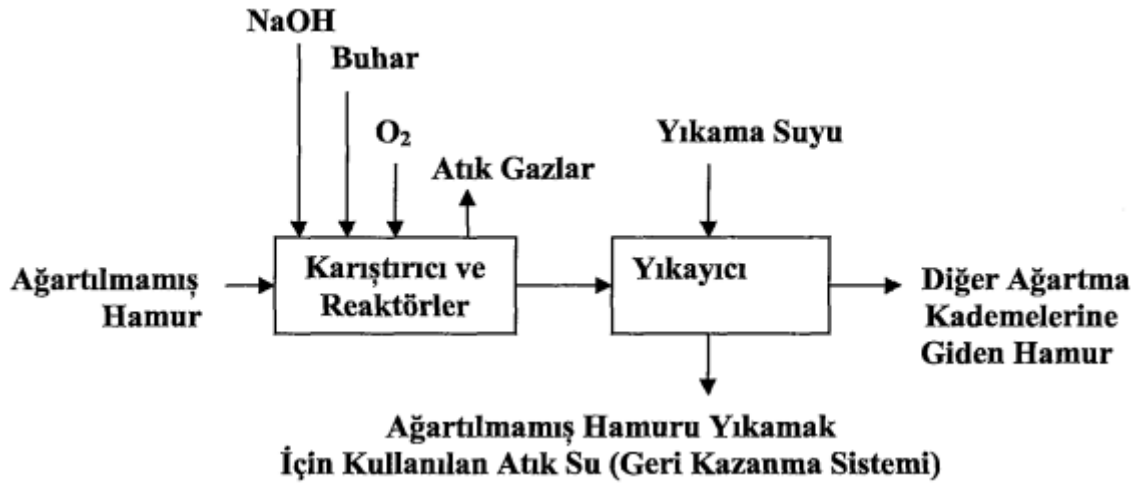 NaOH
Buhar
O₂
Yıkama Suyu
Atık Gazlar
Ağartılmamış
Hamur
Karıştırıcı ve
Reaktörler
Yıkayıcı
Diğer Ağartma
Kademelerine
Giden Hamur
Ağartılmamış Hamuru Yıkamak
İçin Kullanılan Atık Su (Geri Kazanma Sistemi)